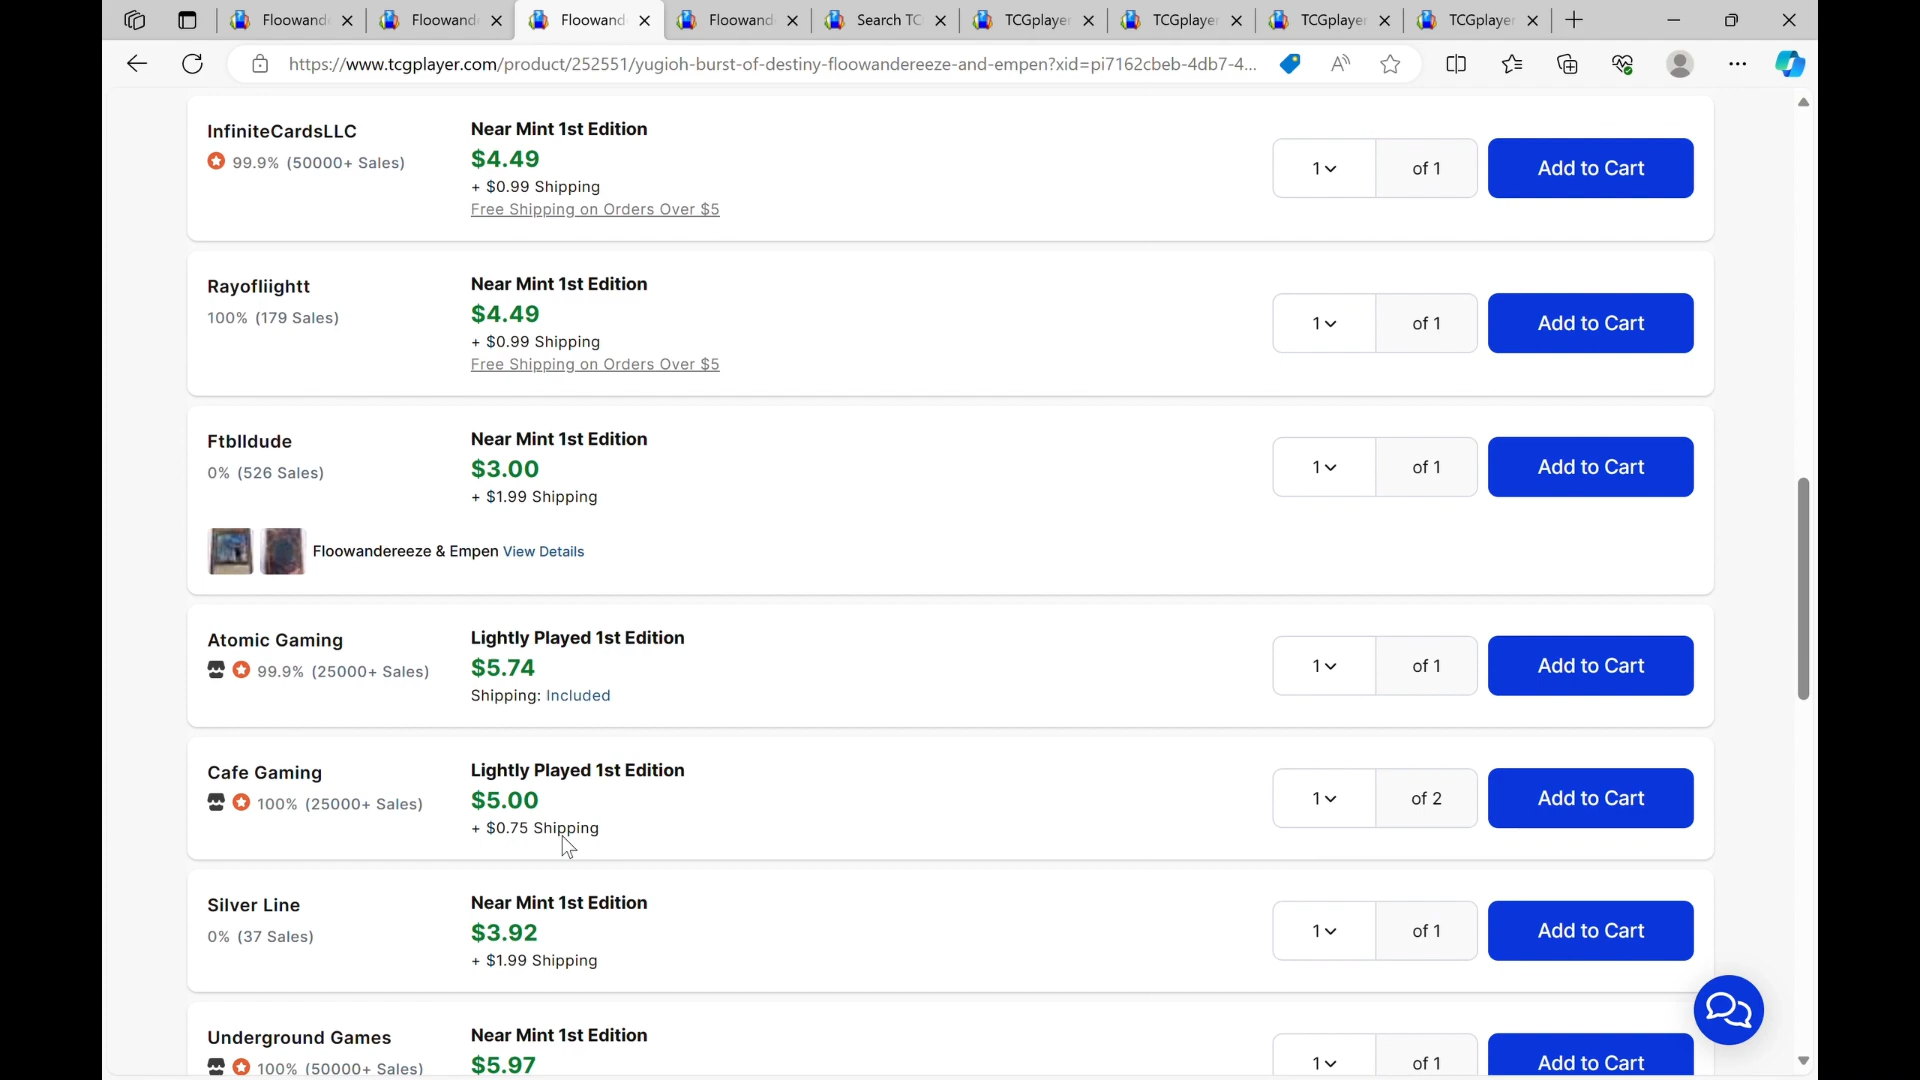 Floowand
Floowand
Floowand
Floowand
Search TC
TCGplayer
TCGplayer
TCGplayer
TCGplayer
https://www.tcgplayer.com/product/252551/yugioh-burst-of-destiny-floowandereeze-and-empen?xid=pi7162cbeb-4db7-4...
InfiniteCardsLLC
99.9% (50000+ Sales)
Near Mint 1st Edition
$4.49
+ $0.99 Shipping
Free Shipping on Orders Over $5
1 of 1 Add to Cart
Rayofliightt
100% (179 Sales)
Near Mint 1st Edition
$4.49
+ $0.99 Shipping
Free Shipping on Orders Over $5
1 of 1 Add to Cart
Ftblldude
0% (526 Sales)
Near Mint 1st Edition
$3.00
+ $1.99 Shipping
1 of 1 Add to Cart
Floowandereeze & Empen View Details
Atomic Gaming
99.9% (25000+ Sales)
Lightly Played 1st Edition
$5.74
Shipping: Included
1 of 1 Add to Cart
Cafe Gaming
100% (25000+ Sales)
Lightly Played 1st Edition
$5.00
+ $0.75 Shipping
1 of 2 Add to Cart
Silver Line
0% (37 Sales)
Near Mint 1st Edition
$3.92
+ $1.99 Shipping
1 of 1 Add to Cart
Underground Games
100% (50000+ Sales)
Near Mint 1st Edition
$5.97
1 of 1 Add to Cart